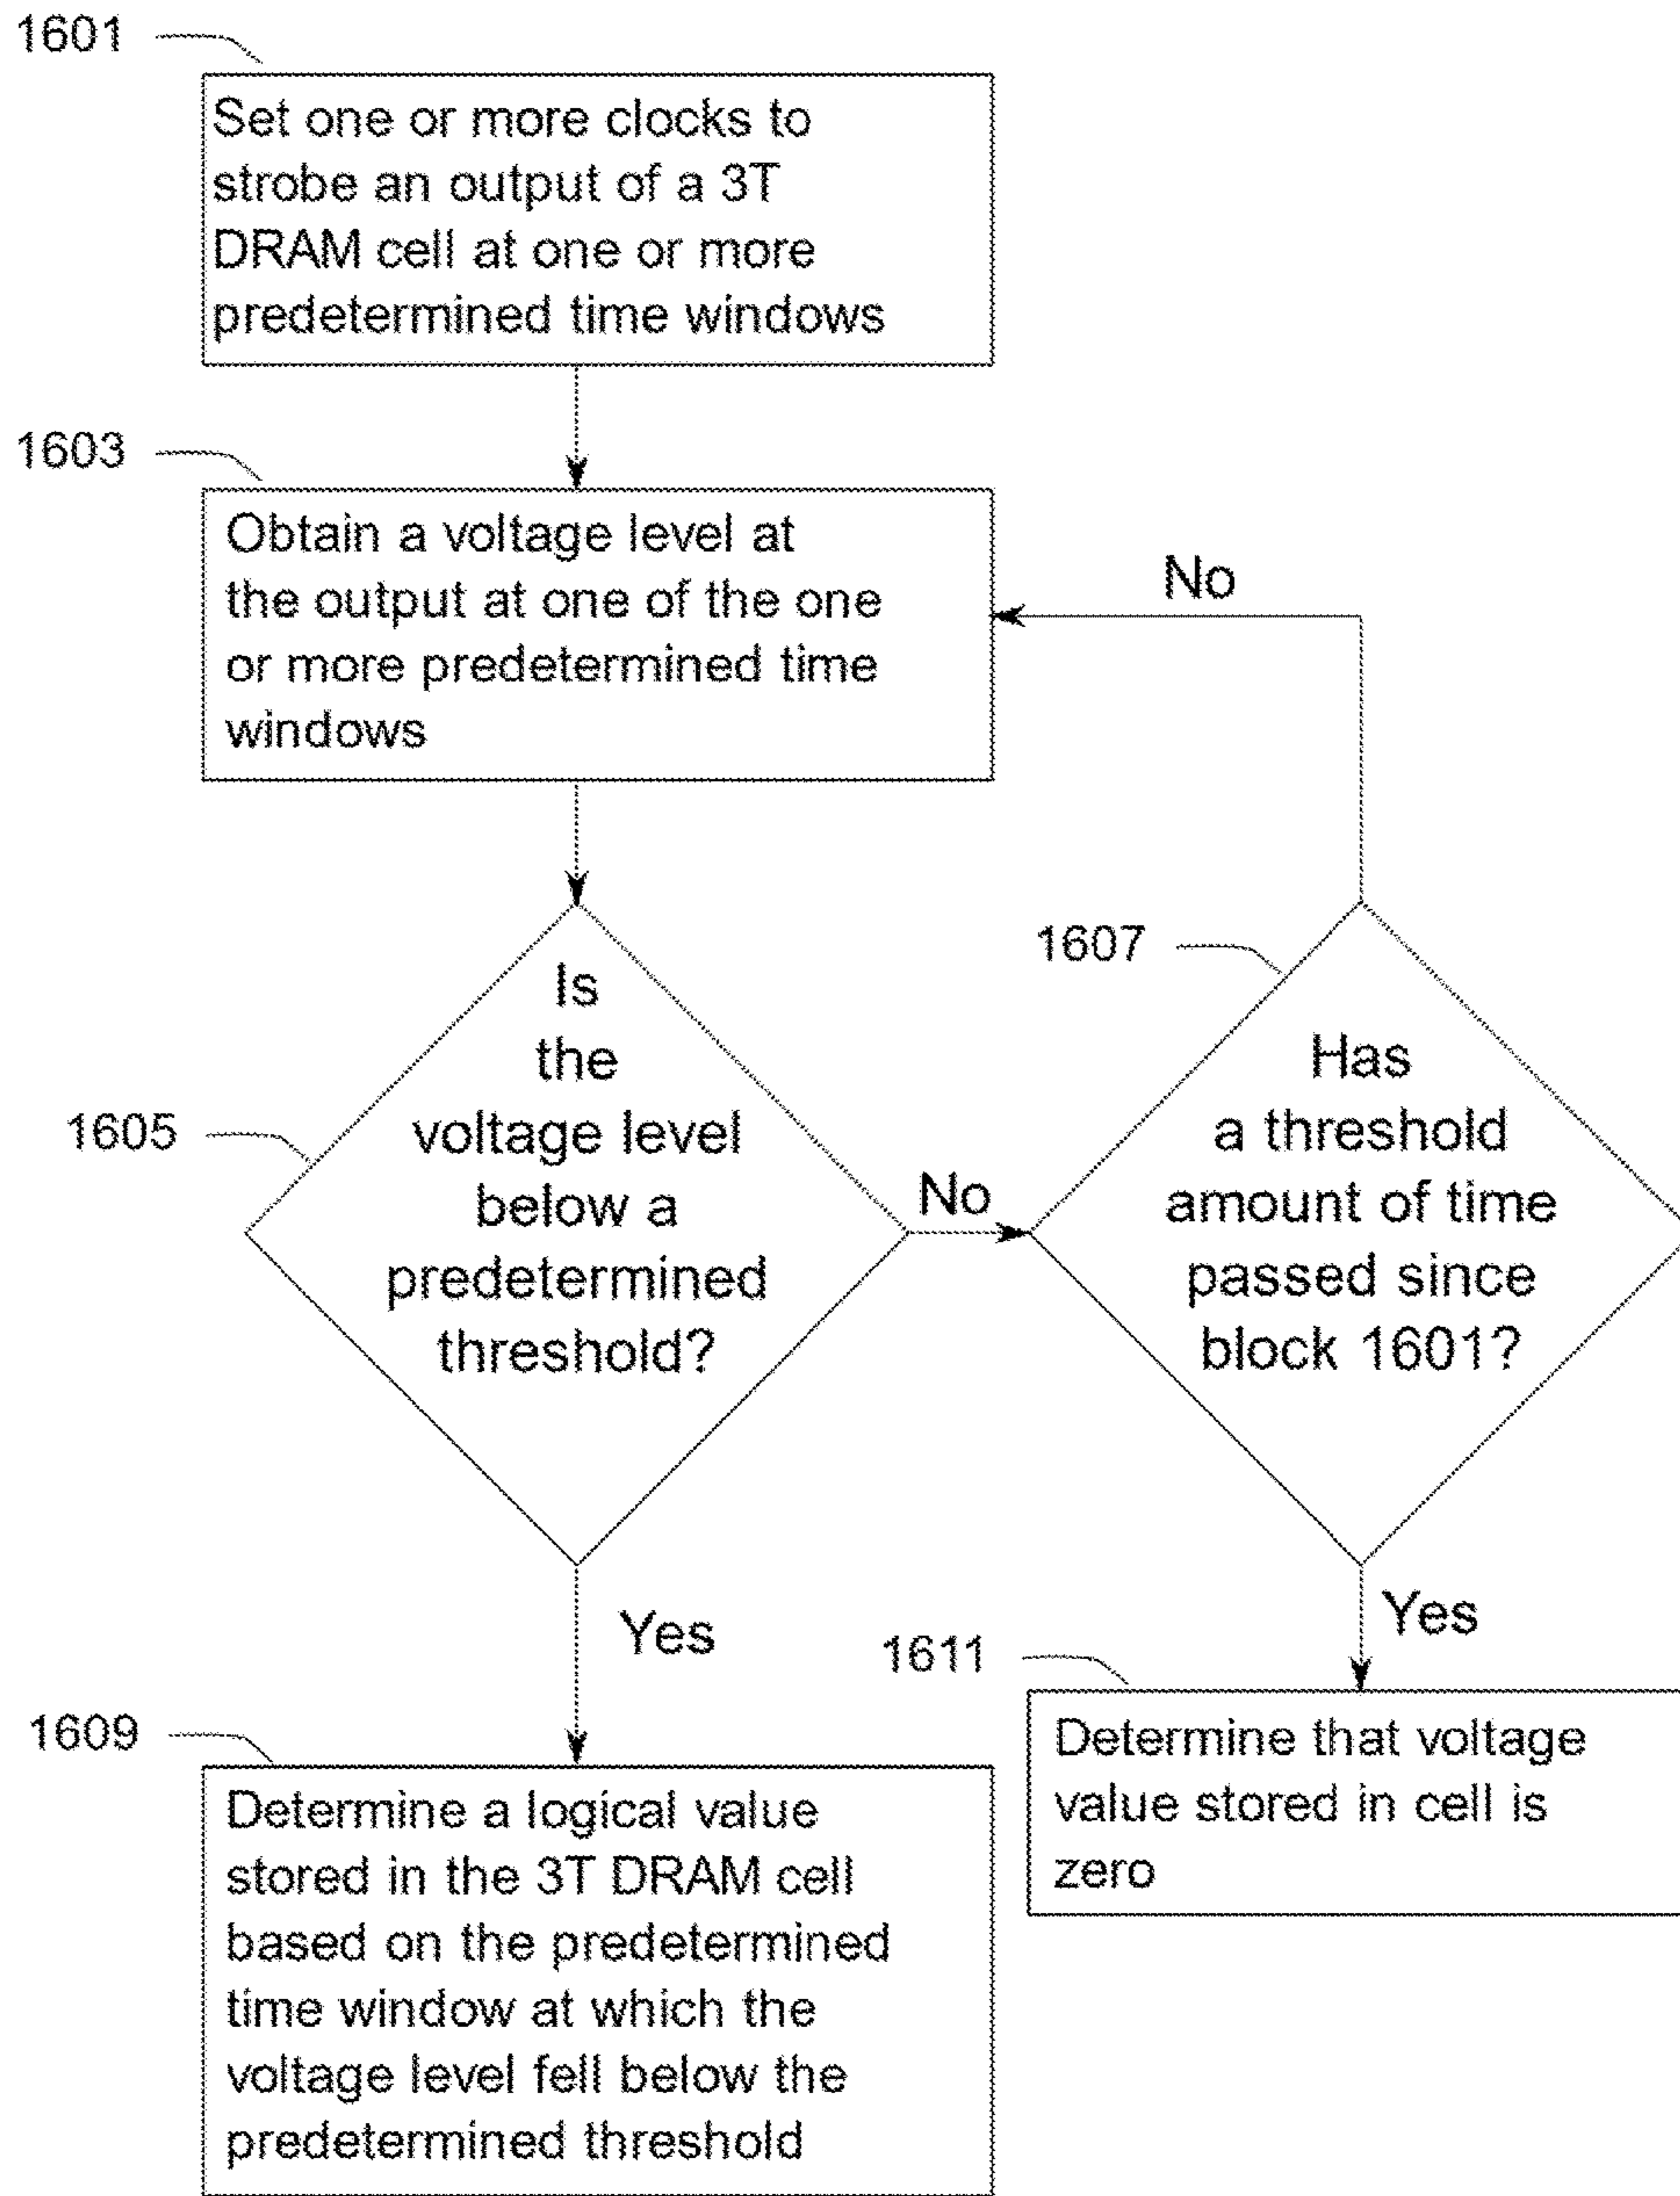 1601
Set one or more clocks to
strobe an output of a 3T
DRAM cell at one or more
predetermined time windows
1603
Obtain a voltage level at
the output at one of the one
or more predetermined time
windows
No
1605
Is
the
voltage level
below a
predetermined
threshold?
No
1607
Has
a threshold
amount of time
passed since
block 1601?
Yes
Yes
1609
Determine a logical value
stored in the 3T DRAM cell
based on the predetermined
time window at which the
voltage level fell below the
predetermined threshold
1611
Determine that voltage
value stored in cell is
zero